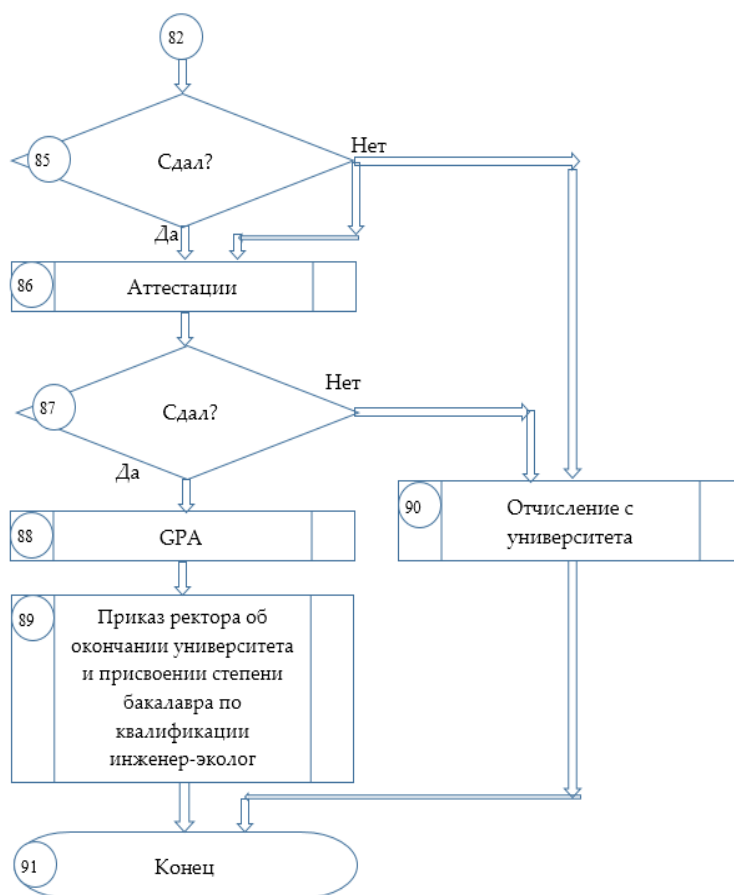 82
85
Сдал?
Нет
Да
86
Аттестации
87
Сдал?
Нет
Да
88
GPA
90
Отчисление с
университета
89
Приказ ректора об
окончании университета
и присвоении степени
бакалавра по
квалификации
инженер-эколог
91
Конец